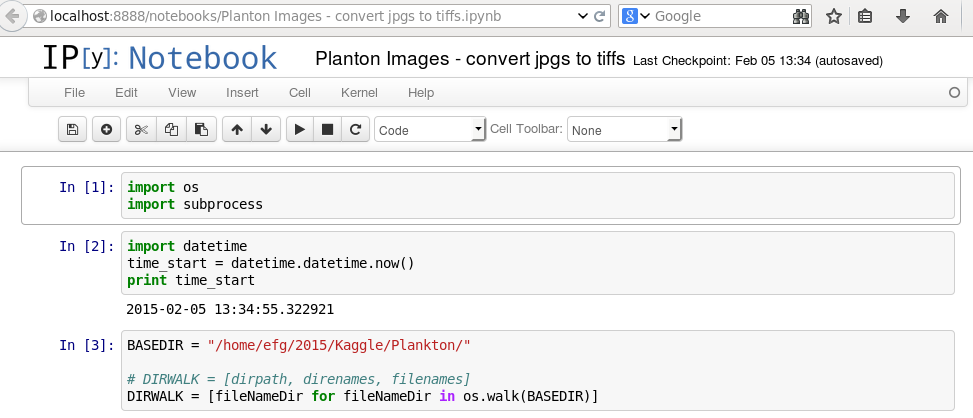 localhost:8888/notebooks/Planton Images - convert jpgs to tiffs.ipynb
8 Google
IP[y]: Notebook Planton Images - convert jpgs to tiffs Last Checkpoint: Feb 05 13:34 (autosaved)
File Edit View Insert Cell Kernel Help
Code Cell Toolbar: None
In [1]: import os
import subprocess
In [2]: import datetime
time_start = datetime.datetime.now()
print time_start
2015-02-05 13:34:55.322921
In [3]: BASEDIR = "/home/efg/2015/Kaggle/Plankton/"
# DIRWALK = [dirpath, direnames, filenames]
DIRWALK = [fileNameDir for fileNameDir in os.walk(BASEDIR)]